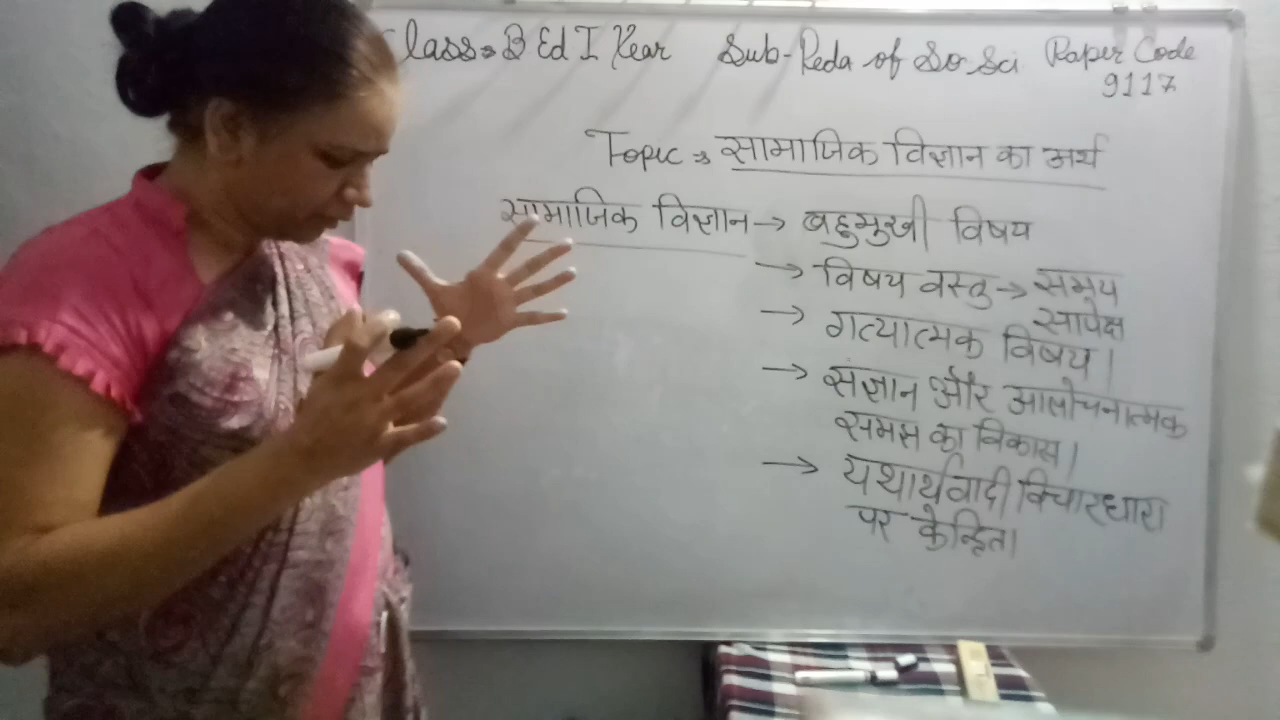 Class → B Ed I Year Sub-Peda of So. Sci Paper Code
9117
Topic → सामाजिक विज्ञान का अर्थ
सामाजिक विज्ञान → बहुमुखी विषय
→ विषय वस्तु → समय
सापेक्ष
→ गत्यात्मक विषय।
→ संज्ञान और आलोचनात्मक
समझ का विकास।
→ यथार्थवादी विचारधारा
पर केन्द्रित।